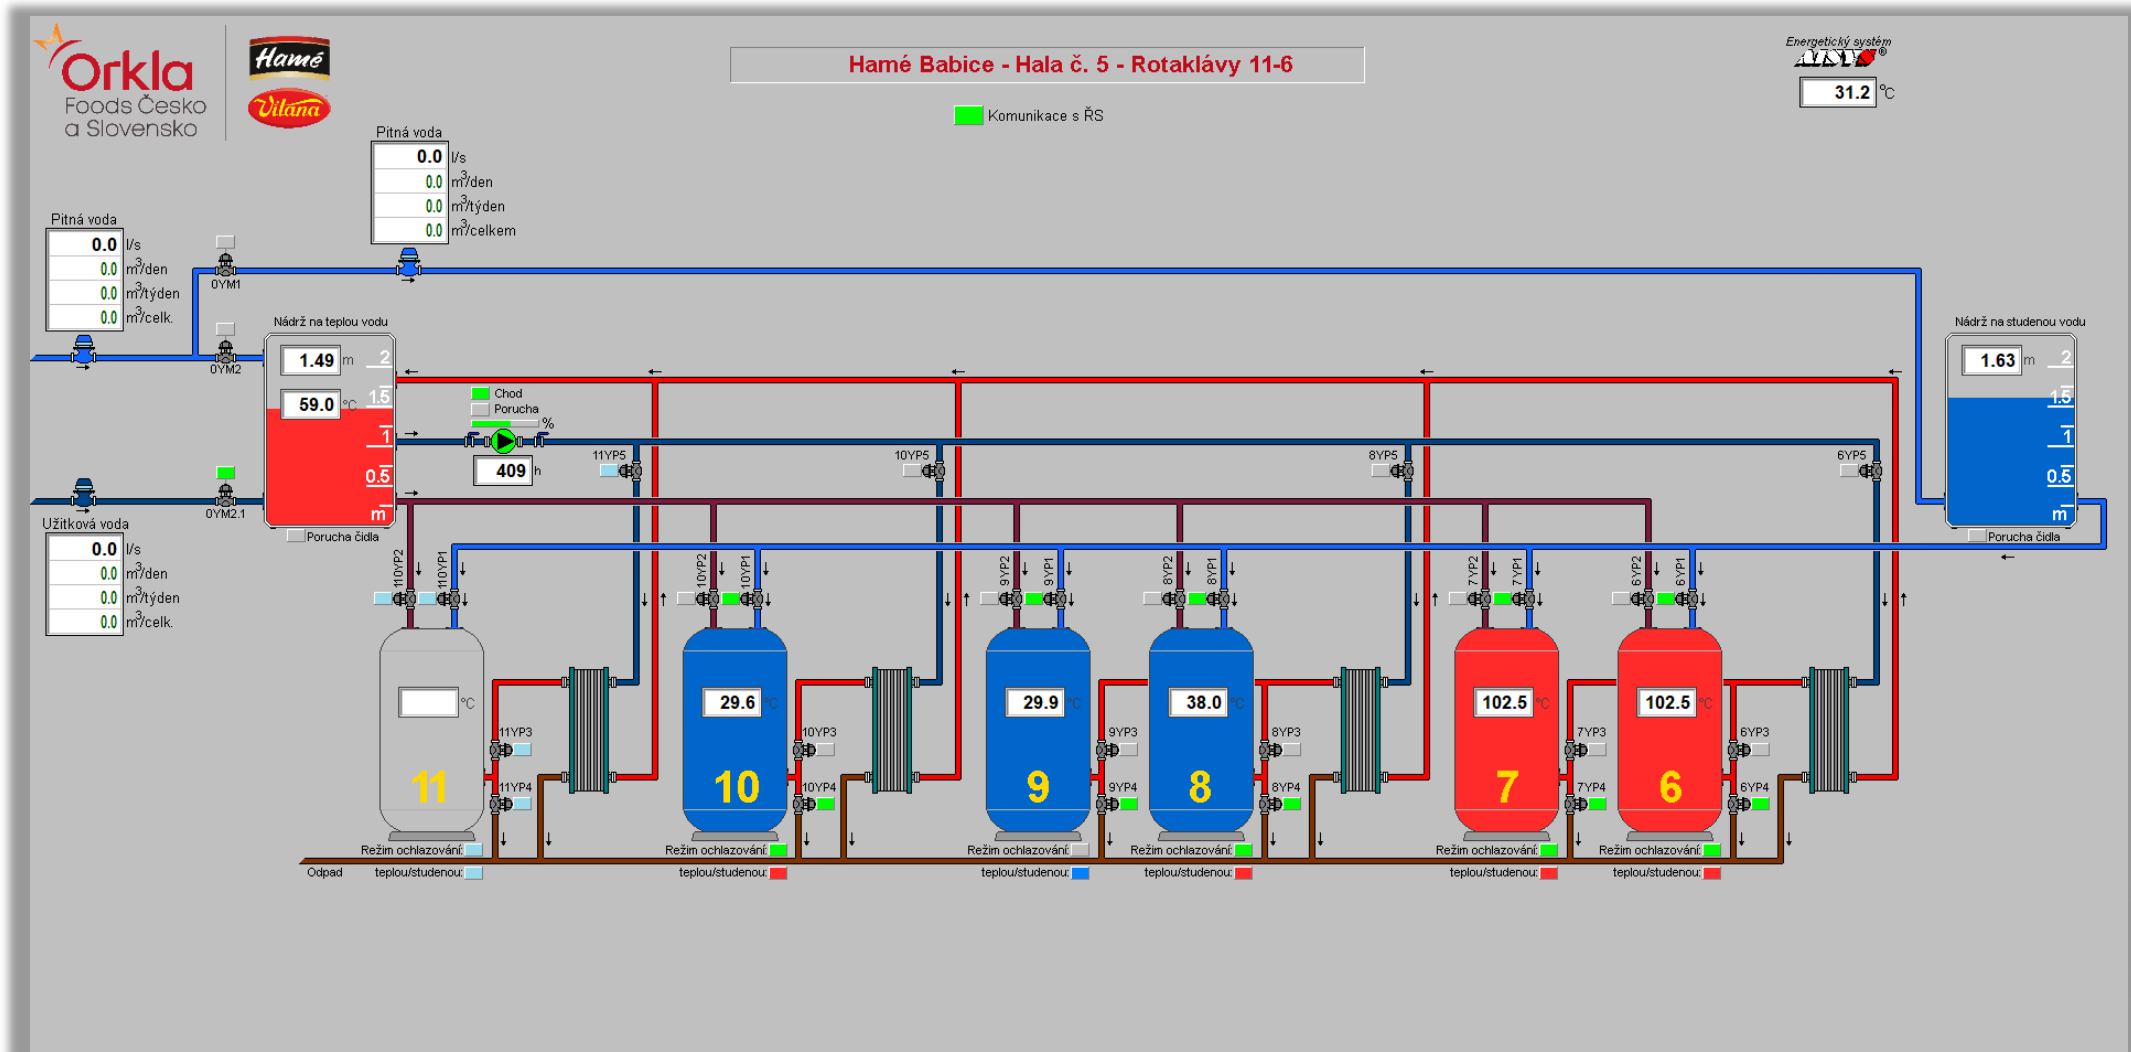 Orkla
Foods Česko
a Slovensko
Hamé
Vitana
Hamé Babice - Hala č. 5 - Rotaklávy 11-6
Komunikace s ŘS
Energetický systém
31.2 °C
Pitná voda
0.0 l/s
0.0 m3/den
0.0 m3/týden
0.0 m3/celkem
Pitná voda
0.0 l/s
0.0 m3/den
0.0 m3/týden
0.0 m3/celk.
0YM1
0YM2
Nádrž na teplou vodu
1.49 m
59.0 °C
2
1.5
1
0.5
m
Porucha čidla
0YM2.1
Užitková voda
0.0 l/s
0.0 m3/den
0.0 m3/týden
0.0 m3/celk.
Chod
Porucha
%
409 h
Nádrž na studenou vodu
1.63 m
2
1.5
1
0.5
m
Porucha čidla
11YP5
10YP5
8YP5
6YP5
110YP2
110YP1
10YP2
10YP1
9YP2
9YP1
8YP2
8YP1
7YP2
7YP1
6YP2
6YP1
°C
29.6 °C
29.9 °C
38.0 °C
102.5 °C
102.5 °C
11YP3
10YP3
9YP3
8YP3
7YP3
6YP3
11
10
9
8
7
6
11YP4
10YP4
9YP4
8YP4
7YP4
6YP4
Režim ochlazování:
Režim ochlazování:
Režim ochlazování:
Režim ochlazování:
Režim ochlazování:
Odpad
teplou/studenou:
teplou/studenou:
teplou/studenou:
teplou/studenou:
teplou/studenou:
teplou/studenou: